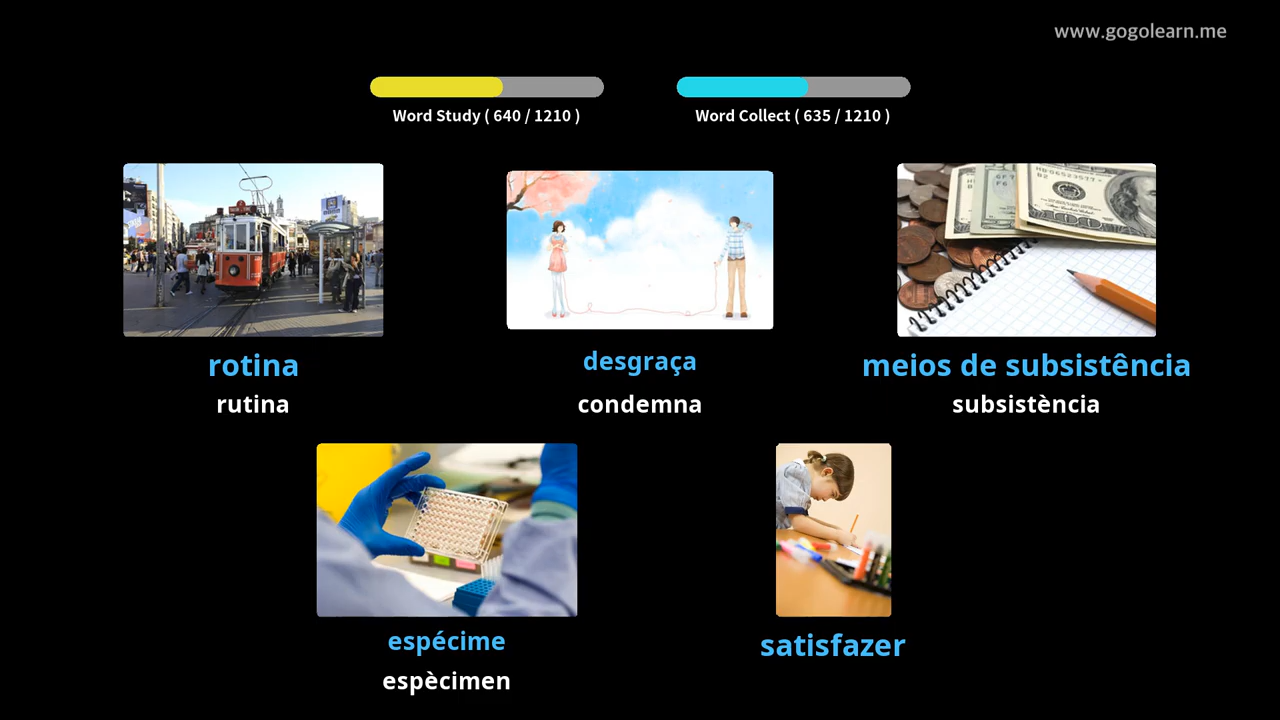 www.gogolearn.me
Word Study ( 640 / 1210 )
Word Collect ( 635 / 1210 )
rotina
rutina
desgraça
condemna
meios de subsistência
subsistència
espécime
espècimen
satisfazer